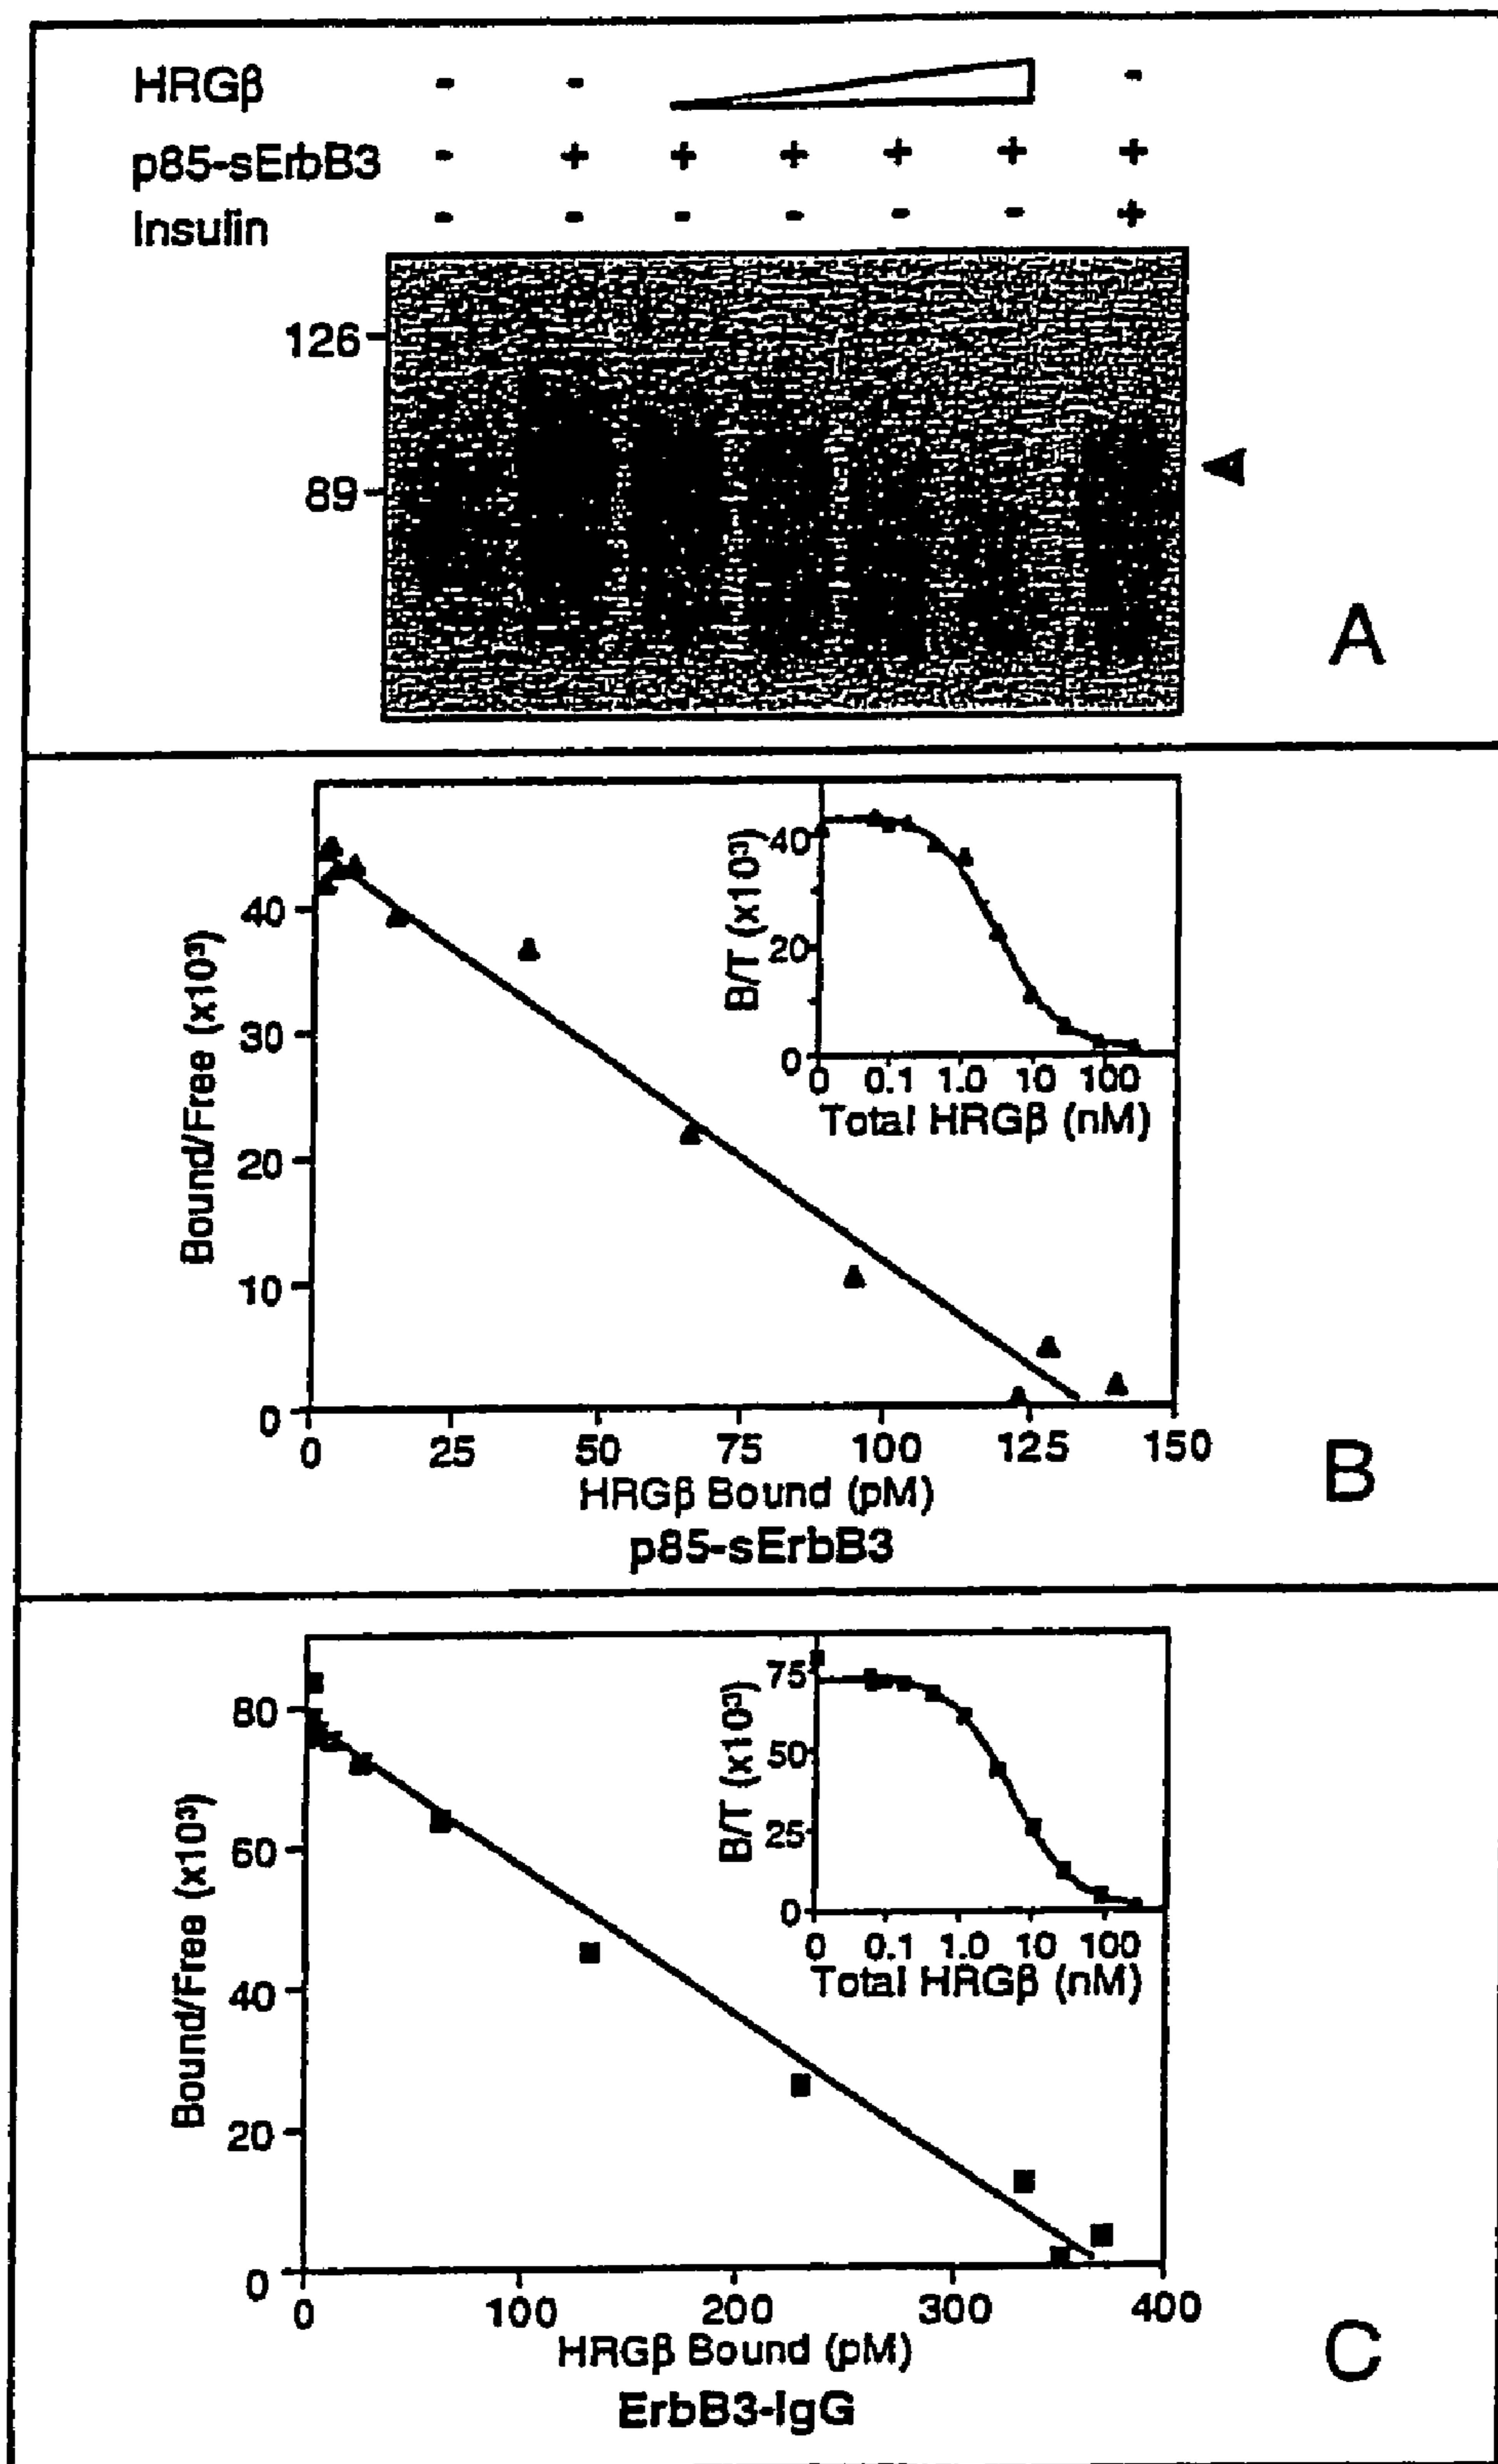 HRGβ - - -
p85-sErbB3 - + + + + + +
Insulin - - - - - - +
126
89
A
Bound/Free (x10³)
40
30
20
10
0
0 25 50 75 100 125 150
HRGβ Bound (pM)
p85-sErbB3
B/T (x10³)
40
20
0
0 0.1 1.0 10 100
Total HRGβ (nM)
B
Bound/Free (x10³)
80
60
40
20
0
0 100 200 300 400
HRGβ Bound (pM)
ErbB3-IgG
B/T (x10³)
75
50
25
0
0 0.1 1.0 10 100
Total HRGβ (nM)
C